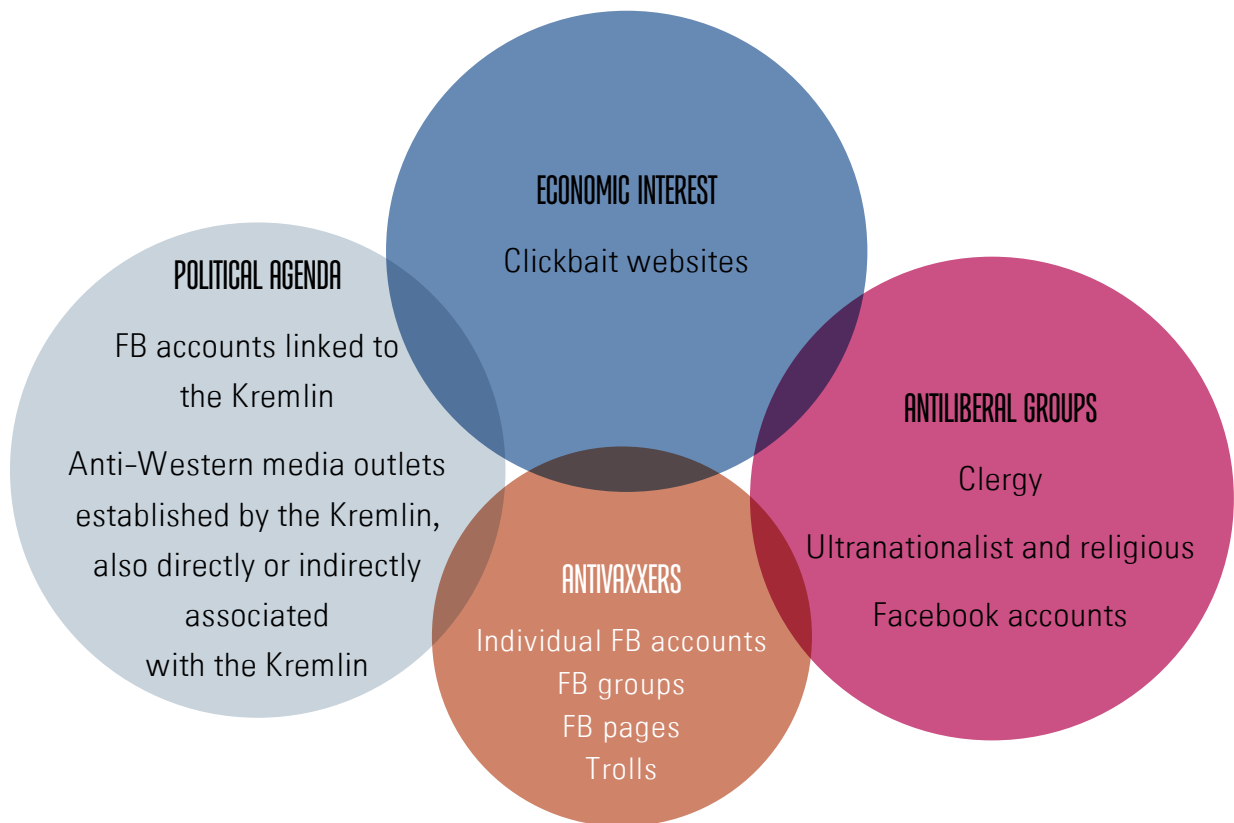 ECONOMIC INTEREST
Clickbait websites
POLITICAL AGENDA
FB accounts linked to
the Kremlin
Anti-Western media outlets
established by the Kremlin,
also directly or indirectly
associated
with the Kremlin
ANTIVAXXERS
Individual FB accounts
FB groups
FB pages
Trolls
ANTILIBERAL GROUPS
Clergy
Ultranationalist and religious
Facebook accounts